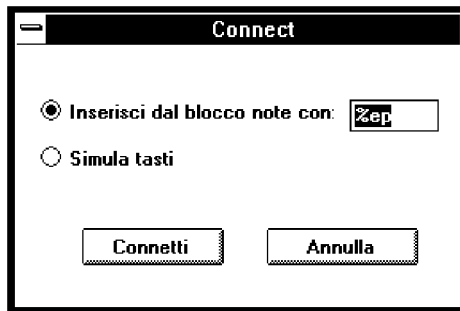 Connect
Inserisci dal blocco note con: %ep
Simula tasti
Connetti Annulla